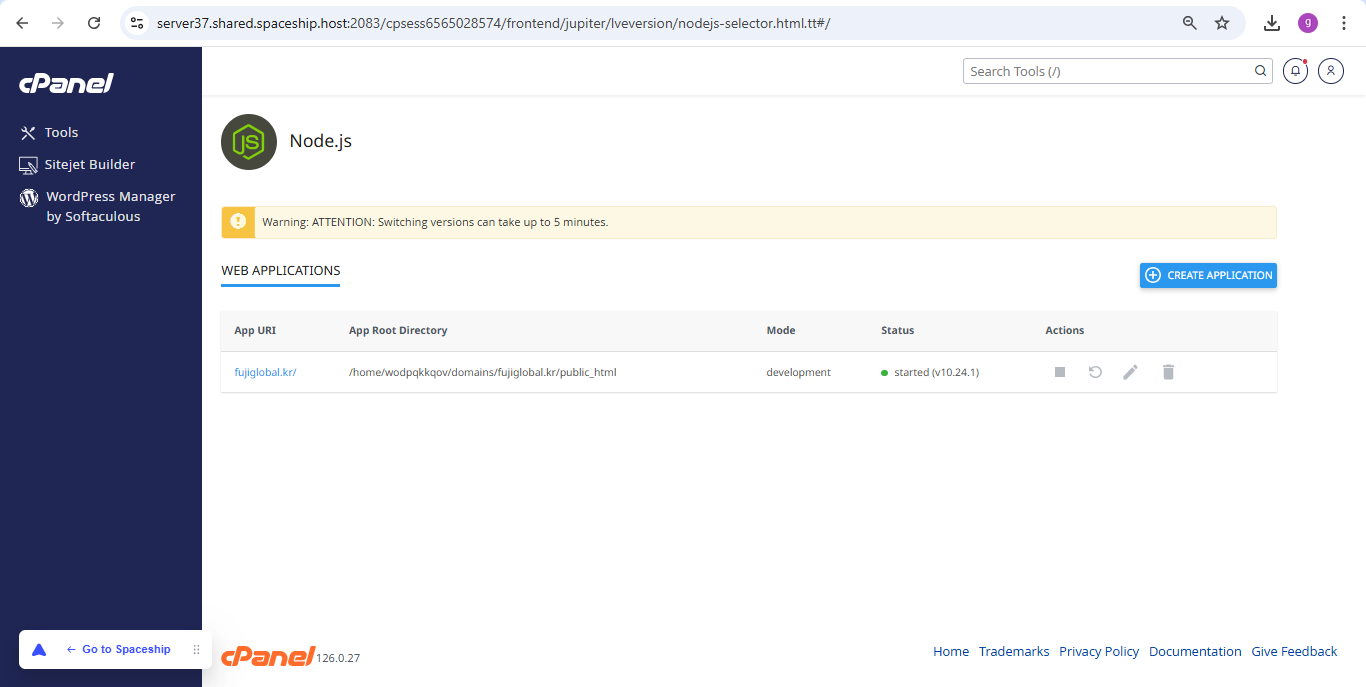 server37.shared.spaceship.host:2083/cpsess6565028574/frontend/jupiter/lveversion/nodejs-selector.html.tt#/
g
cPanel
Search Tools (/)
Tools
Sitejet Builder
WordPress Manager
by Softaculous
JS
Node.js
Warning: ATTENTION: Switching versions can take up to 5 minutes.
WEB APPLICATIONS
CREATE APPLICATION
App URI App Root Directory Mode Status Actions
fujiglobal.kr/ /home/wodpqkkqov/domains/fujiglobal.kr/public_html development started (v10.24.1)
← Go to Spaceship
cPanel 126.0.27
Home Trademarks Privacy Policy Documentation Give Feedback